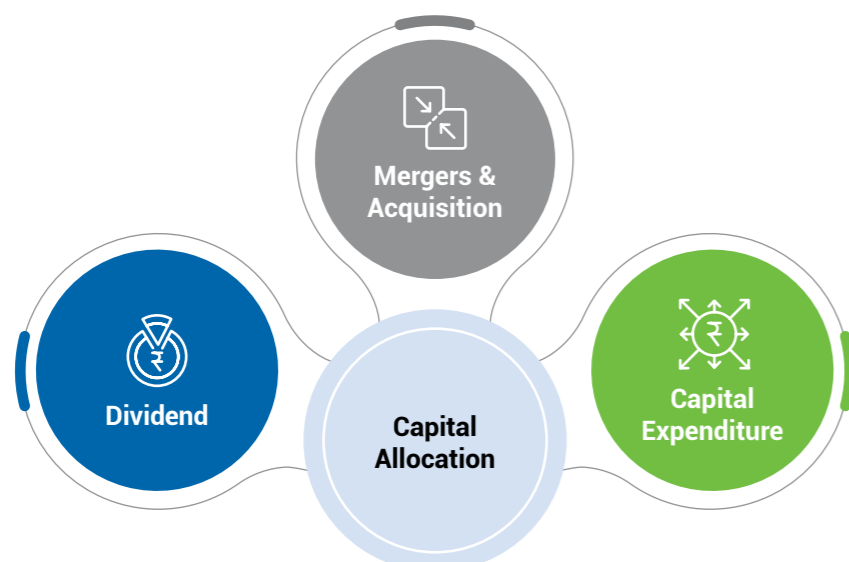 Mergers &
Acquisition
Dividend
Capital
Expenditure
Capital
Allocation